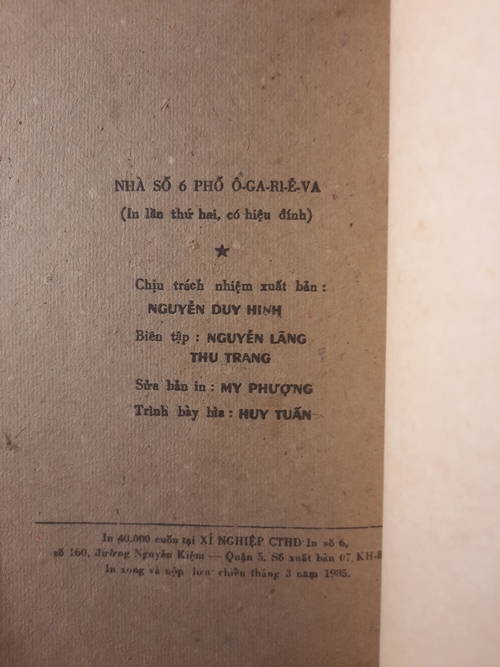 NHÀ SỐ 6 PHỐ Ô-GA-RI-Ê-VA
(In lần thứ hai, có hiệu đính)
Chịu trách nhiệm xuất bản :
NGUYỄN DUY HINH
Biên tập : NGUYỄN LĂNG
THU TRANG
Sửa bản in : MY PHƯỢNG
Trình bày bìa : HUY TUẤN
In 40.000 cuốn tại XÍ NGHIỆP CTHD In số 6,
số 160, đường Nguyễn Kiệm — Quận 5. Số xuất bản 07, KH-
In xong và nộp lưu chiểu tháng 3 năm 1985.